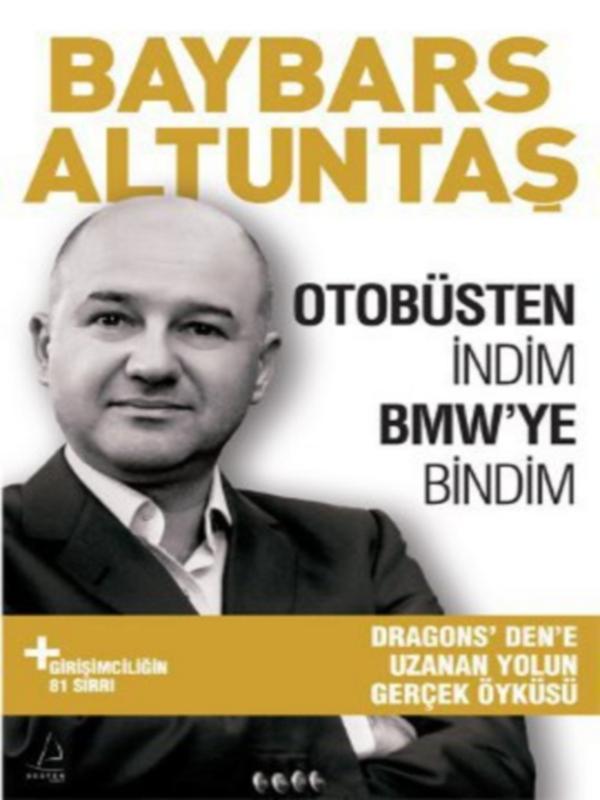 BAYBARS
ALTUNTAŞ
OTOBÜSTEN
İNDİM
BMW'YE
BİNDİM
DRAGONS' DEN'E
UZANAN YOLUN
GERÇEK ÖYKÜSÜ
+GİRİŞİMCİLİĞİN
81 SIRRI